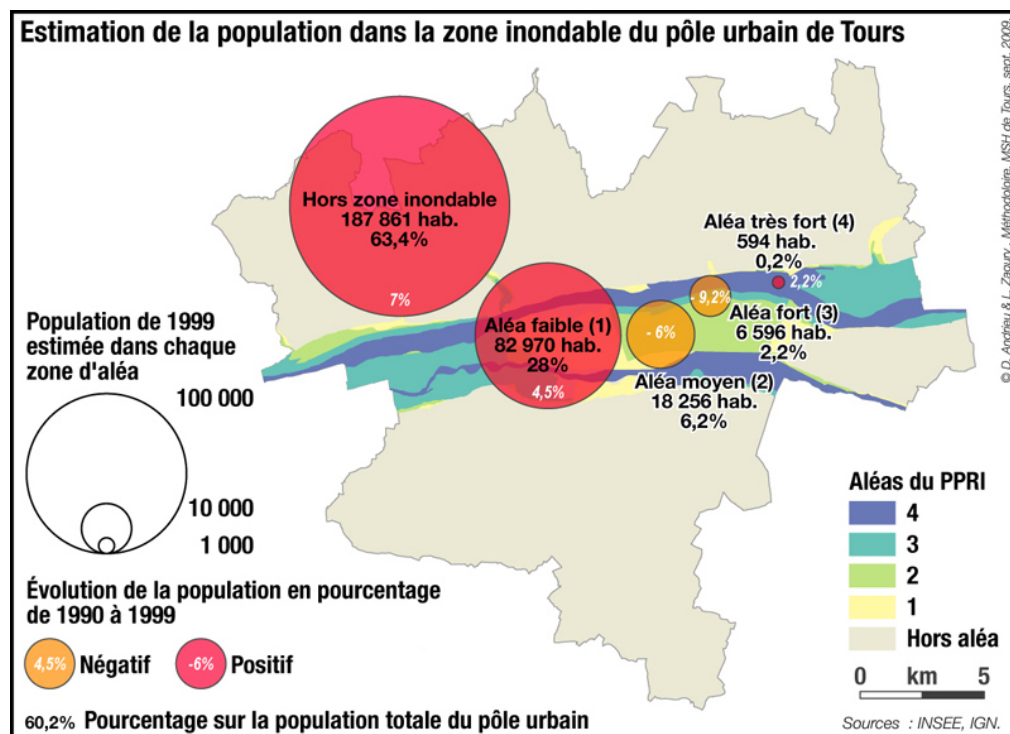 Estimation de la population dans la zone inondable du pôle urbain de Tours
Hors zone inondable
187 861 hab.
63,4%
7%
Aléa très fort (4)
594 hab.
0,2%
2,2%
- 9,2%
Aléa fort (3)
6 596 hab.
2,2%
Aléa faible (1)
82 970 hab.
28%
4,5%
- 6%
Aléa moyen (2)
18 256 hab.
6,2%
Population de 1999
estimée dans chaque
zone d'aléa
100 000
10 000
1 000
Évolution de la population en pourcentage
de 1990 à 1999
4,5% Négatif -6% Positif
60,2% Pourcentage sur la population totale du pôle urbain
Aléas du PPRI
4
3
2
1
Hors aléa
0 km 5
Sources : INSEE, IGN.
© D. Andrieu & L. Zaoury , Méthodoloire, MSH de Tours, sept. 2009.